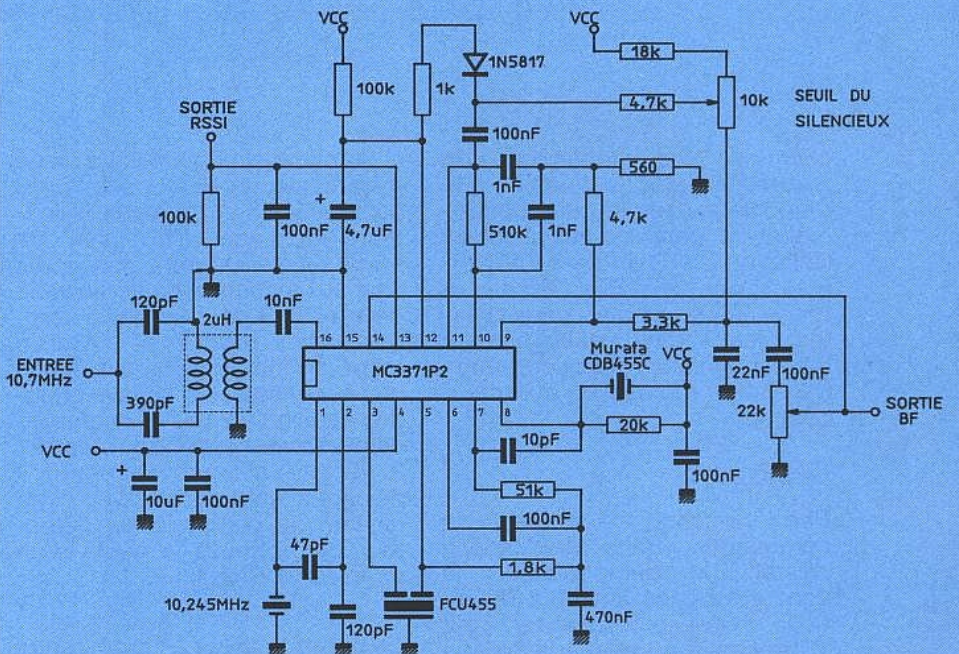 VCC
VCC
18k
1N5817
100k
1k
4,7k
10k
SEUIL DU
SILENCIEUX
SORTIE
RSSI
100nF
560
1nF
100k
+
100nF
4,7uF
510k
1nF
4,7k
120pF
2uH
10nF
16 15 14 13 12 11 10 9
3,3k
ENTREE
10,7MHz
MC3371P2
Murata
CDB455C
VCC
22nF
100nF
22k
SORTIE
BF
390pF
1 2 3 4 5 6 7 8
20k
VCC
10pF
+
10uF
100nF
100nF
51k
100nF
47pF
1,8k
10,245MHz
FCU455
120pF
470nF